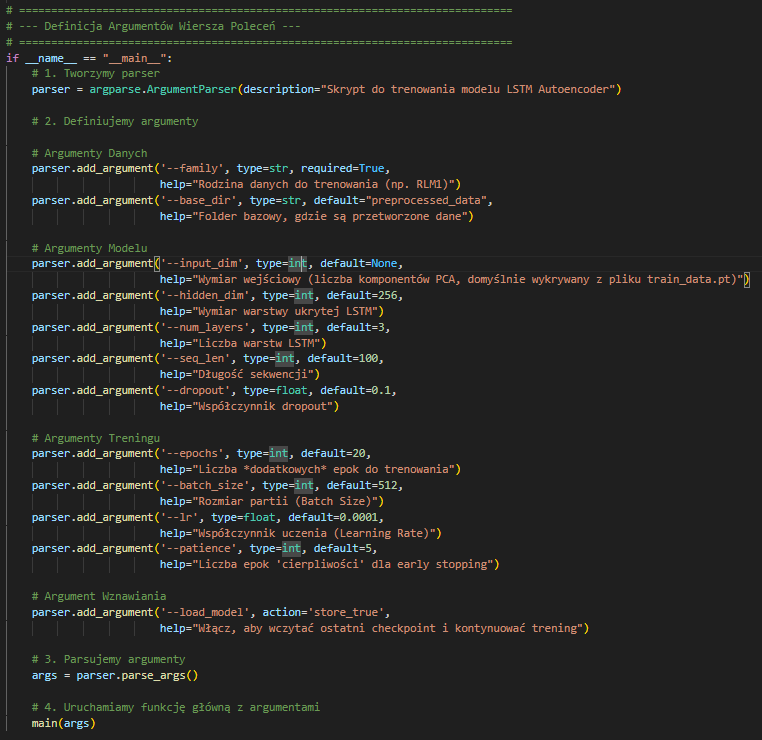 # ==============================================================================
# --- Definicja Argumentów Wiersza Poleceń ---
# ==============================================================================
if __name__ == "__main__":
# 1. Tworzymy parser
parser = argparse.ArgumentParser(description="Skrypt do trenowania modelu LSTM Autoencoder")
# 2. Definiujemy argumenty
# Argumenty Danych
parser.add_argument('--family', type=str, required=True,
help="Rodzina danych do trenowania (np. RLM1)")
parser.add_argument('--base_dir', type=str, default="preprocessed_data",
help="Folder bazowy, gdzie są przetworzone dane")
# Argumenty Modelu
parser.add_argument('--input_dim', type=int, default=None,
help="Wymiar wejściowy (liczba komponentów PCA, domyślnie wykrywany z pliku train_data.pt)")
parser.add_argument('--hidden_dim', type=int, default=256,
help="Wymiar warstwy ukrytej LSTM")
parser.add_argument('--num_layers', type=int, default=3,
help="Liczba warstw LSTM")
parser.add_argument('--seq_len', type=int, default=100,
help="Długość sekwencji")
parser.add_argument('--dropout', type=float, default=0.1,
help="Współczynnik dropout")
# Argumenty Treningu
parser.add_argument('--epochs', type=int, default=20,
help="Liczba *dodatkowych* epok do trenowania")
parser.add_argument('--batch_size', type=int, default=512,
help="Rozmiar partii (Batch Size)")
parser.add_argument('--lr', type=float, default=0.0001,
help="Współczynnik uczenia (Learning Rate)")
parser.add_argument('--patience', type=int, default=5,
help="Liczba epok 'cierpliwości' dla early stopping")
# Argument Wznawiania
parser.add_argument('--load_model', action='store_true',
help="Włącz, aby wczytać ostatni checkpoint i kontynuować trening")
# 3. Parsujemy argumenty
args = parser.parse_args()
# 4. Uruchamiamy funkcję główną z argumentami
main(args)